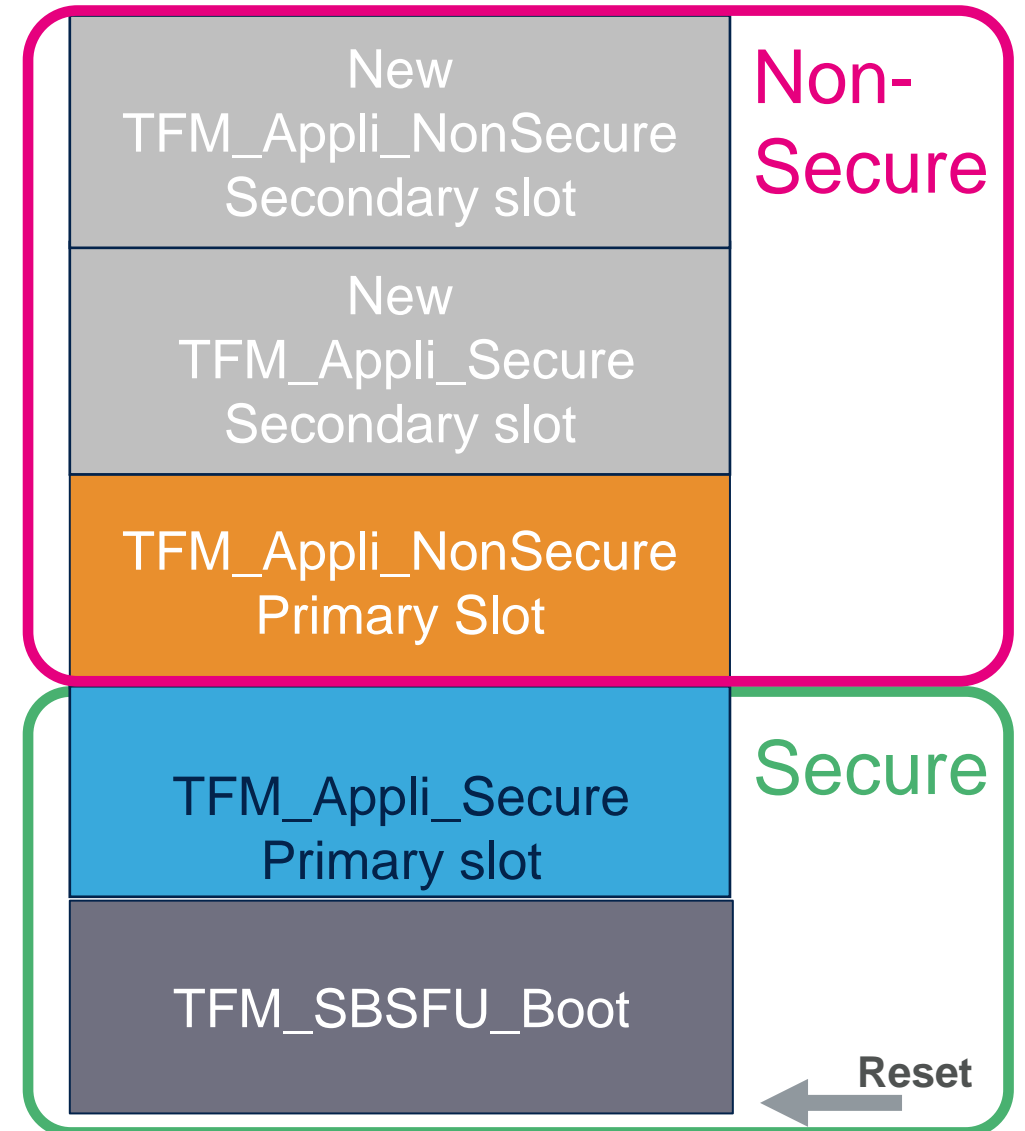 New
TFM_Appli_NonSecure
Secondary slot
Non-
Secure
New
TFM_Appli_Secure
Secondary slot
TFM_Appli_NonSecure
Primary Slot
TFM_Appli_Secure
Primary slot
Secure
TFM_SBSFU_Boot
Reset